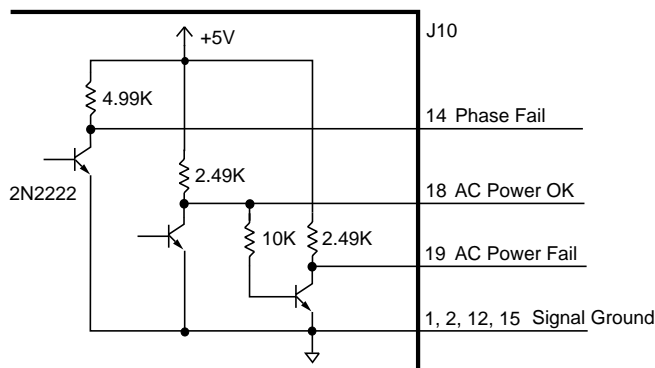 J10
+5V
4.99K
14 Phase Fail
2N2222
2.49K
18 AC Power OK
10K
2.49K
19 AC Power Fail
1, 2, 12, 15 Signal Ground